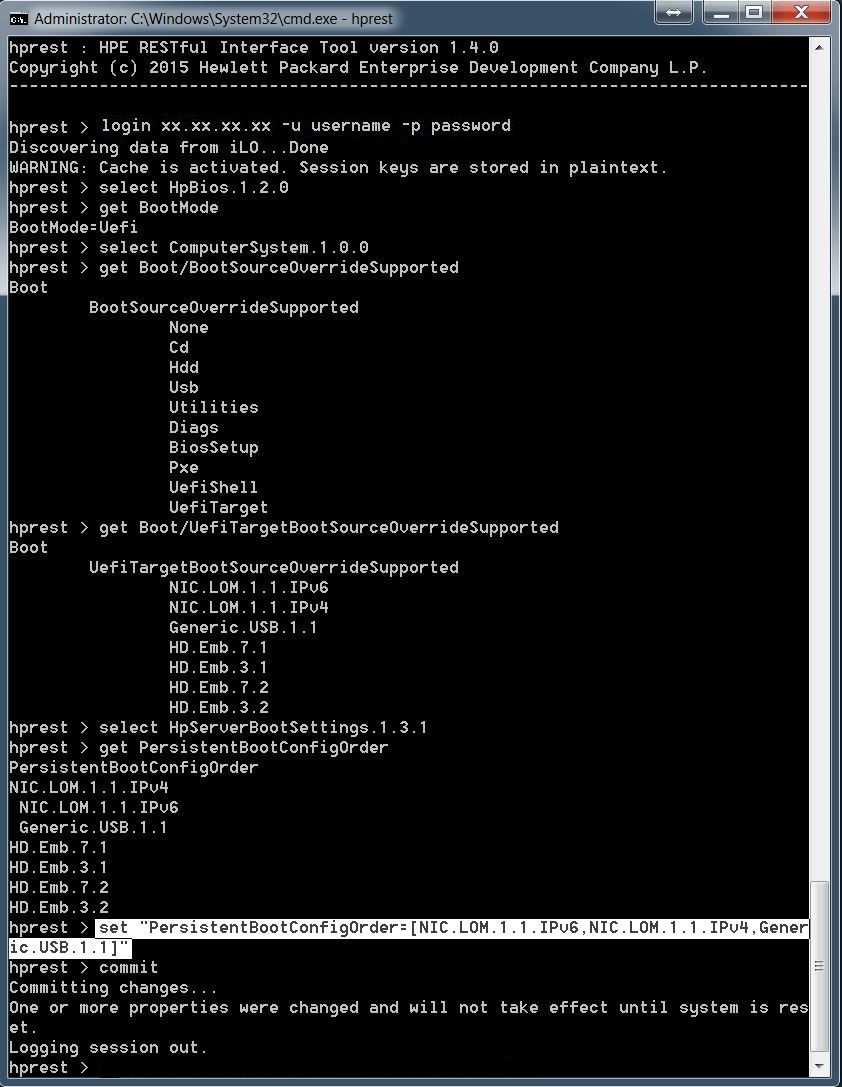 Administrator: C:\Windows\System32\cmd.exe - hprest
hprest : HPE RESTful Interface Tool version 1.4.0
Copyright (c) 2015 Hewlett Packard Enterprise Development Company L.P.
--------------------------------------------------------------------------------
hprest > login xx.xx.xx.xx -u username -p password
Discovering data from iLO...Done
WARNING: Cache is activated. Session keys are stored in plaintext.
hprest > select HpBios.1.2.0
hprest > get BootMode
BootMode=Uefi
hprest > select ComputerSystem.1.0.0
hprest > get Boot/BootSourceOverrideSupported
Boot
        BootSourceOverrideSupported
                None
                Cd
                Hdd
                Usb
                Utilities
                Diags
                BiosSetup
                Pxe
                UefiShell
                UefiTarget
hprest > get Boot/UefiTargetBootSourceOverrideSupported
Boot
        UefiTargetBootSourceOverrideSupported
                NIC.LOM.1.1.IPv6
                NIC.LOM.1.1.IPv4
                Generic.USB.1.1
                HD.Emb.7.1
                HD.Emb.3.1
                HD.Emb.7.2
                HD.Emb.3.2
hprest > select HpServerBootSettings.1.3.1
hprest > get PersistentBootConfigOrder
PersistentBootConfigOrder
NIC.LOM.1.1.IPv4
 NIC.LOM.1.1.IPv6
 Generic.USB.1.1
HD.Emb.7.1
HD.Emb.3.1
HD.Emb.7.2
HD.Emb.3.2
hprest > set "PersistentBootConfigOrder=[NIC.LOM.1.1.IPv6,NIC.LOM.1.1.IPv4,Gener
ic.USB.1.1]"
hprest > commit
Committing changes...
One or more properties were changed and will not take effect until system is res
et.
Logging session out.
hprest >